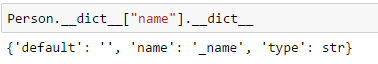 Person.__dict__["name"].__dict__
{'default': '', 'name': '_name', 'type': str}